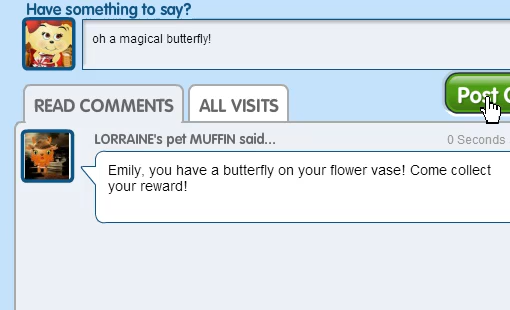 Have something to say?
oh a magical butterfly!
Post
READ COMMENTS
ALL VISITS
LORRAINE's pet MUFFIN said...
0 Seconds
Emily, you have a butterfly on your flower vase! Come collect
your reward!